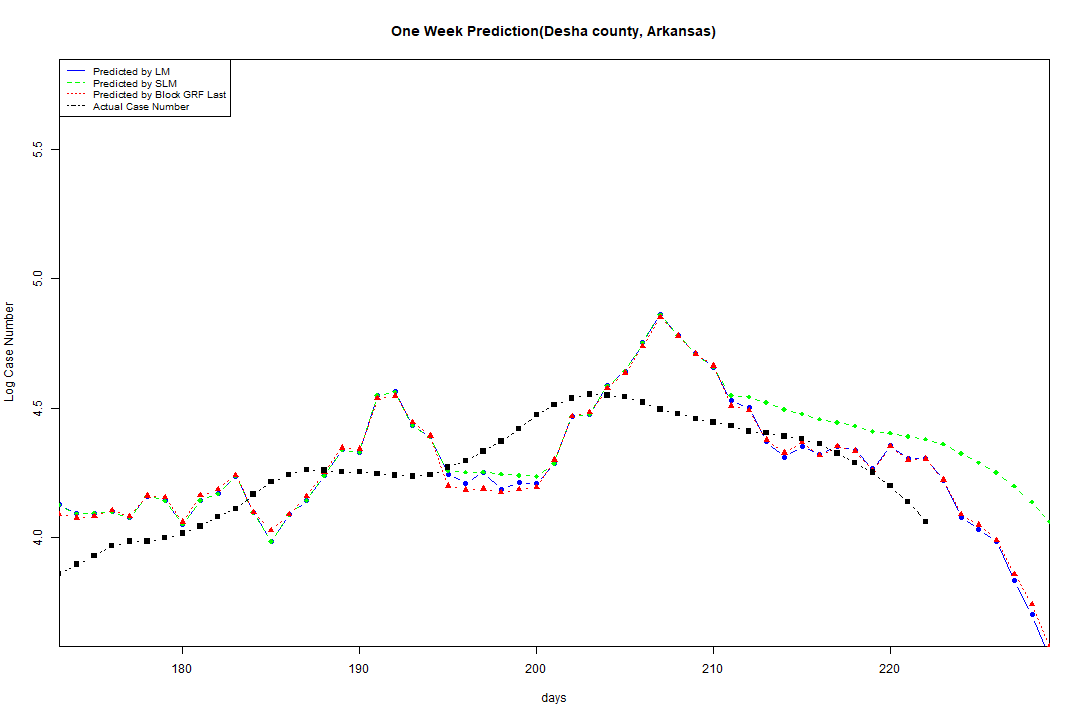 One Week Prediction(Desha county, Arkansas)
Predicted by LM
Predicted by SLM
Predicted by Block GRF Last
Actual Case Number
5.5
5.0
4.5
4.0
Log Case Number
180 190 200 210 220
days